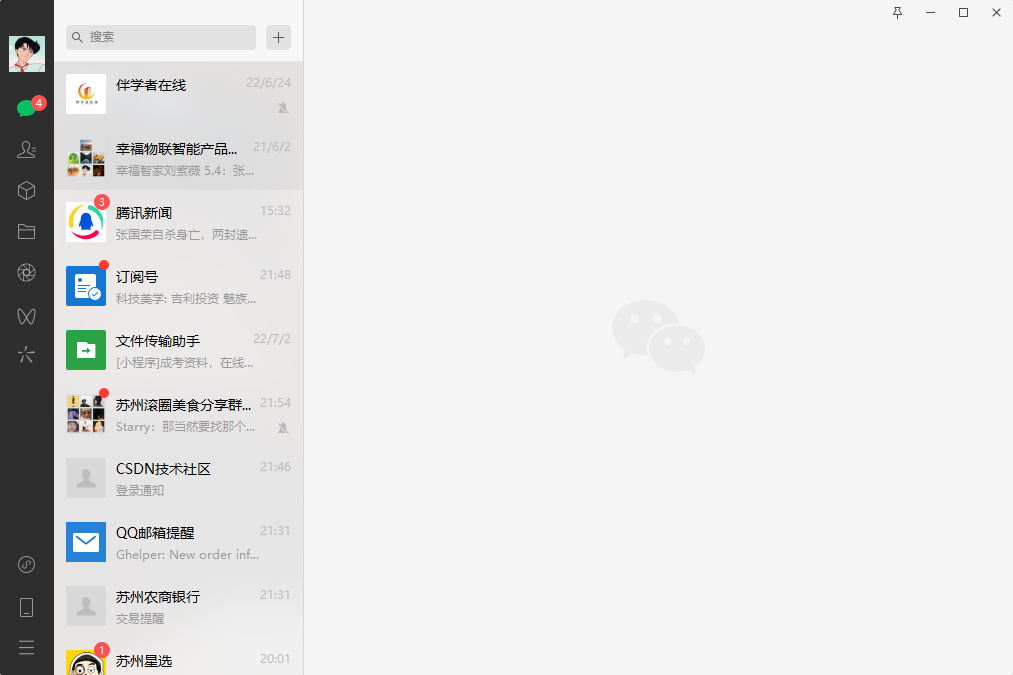 搜索
4
伴学者在线
22/6/24
幸福物联智能产品...
21/6/2
幸福智家刘紫薇 5.4：张...
3
腾讯新闻
15:32
张国荣自杀身亡，两封遗...
订阅号
21:48
科技美学: 吉利投资 魅族...
文件传输助手
22/7/2
[小程序]成考资料，在线...
苏州滚圈美食分享群...
21:54
Starry：那当然要找那个...
CSDN技术社区
21:46
登录通知
QQ邮箱提醒
21:31
Ghelper: New order inf...
苏州农商银行
21:31
交易提醒
1
苏州星选
20:01